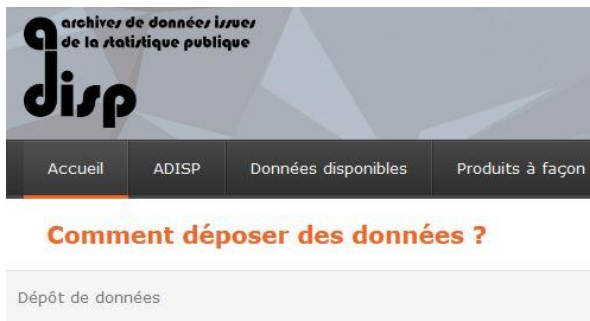 archives de données issues
de la statistique publique
adisp
Accueil ADISP Données disponibles Produits à façon
Comment déposer des données ?
Dépôt de données